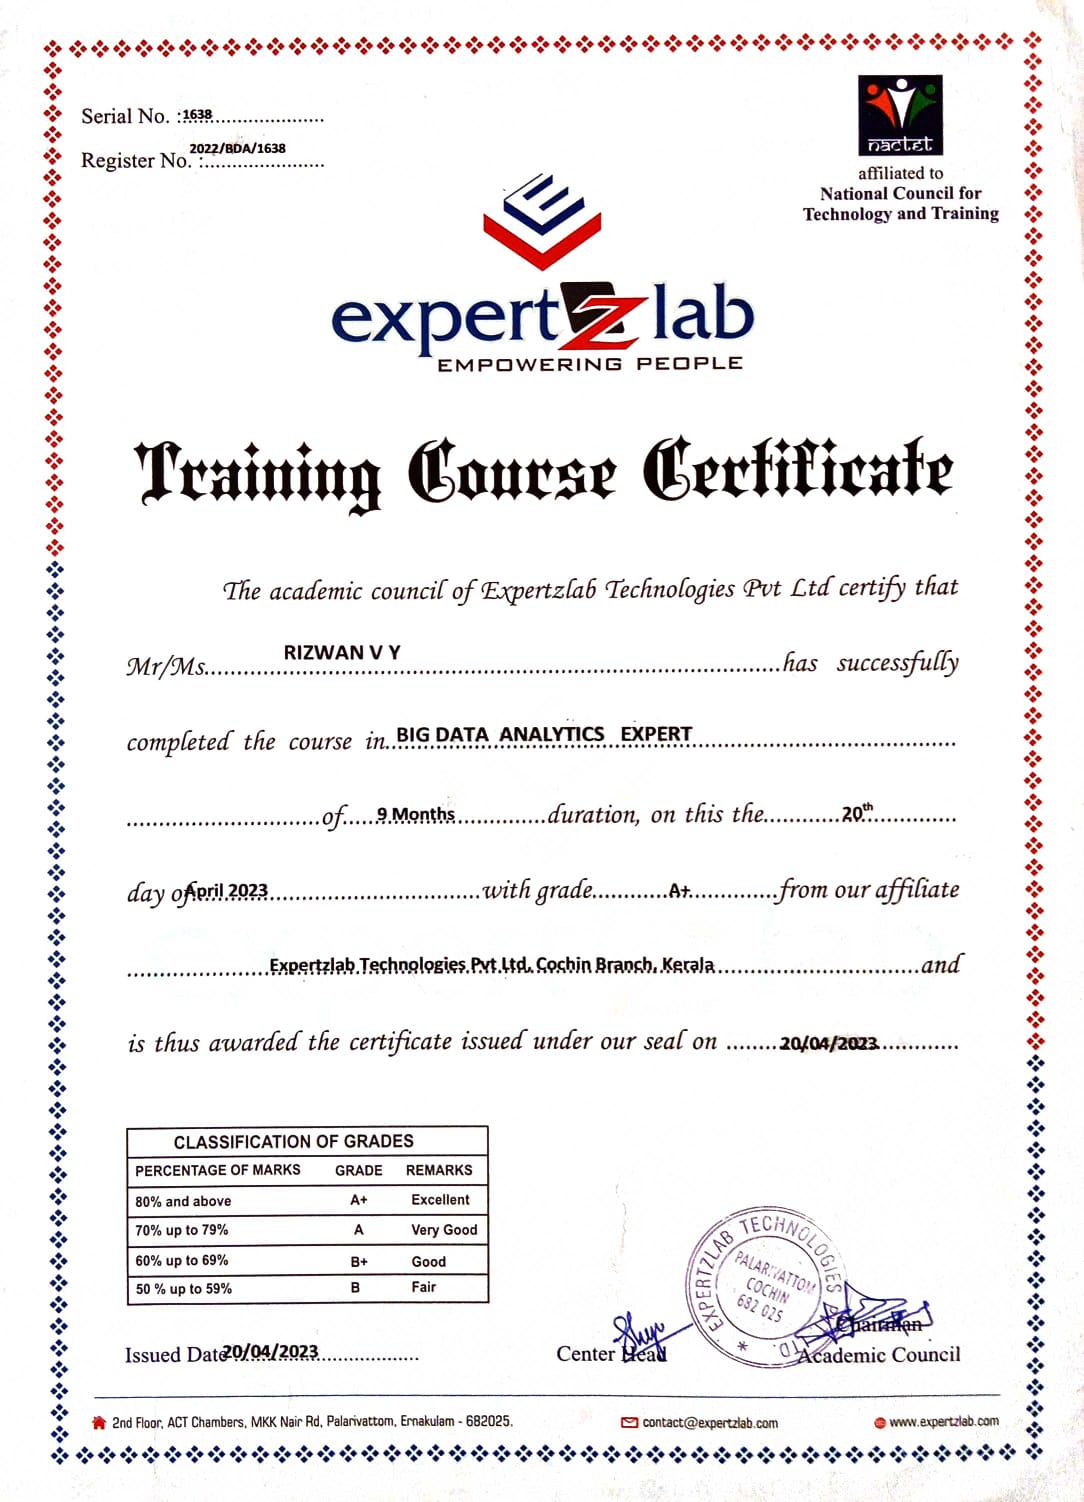 Serial No. :1638......................
Register No. :2022/BDA/1638......................
nactet
affiliated to
National Council for
Technology and Training
expertZlab
EMPOWERING PEOPLE
Training Course Certificate
The academic council of Expertzlab Technologies Pvt Ltd certify that
Mr/Ms............RIZWAN V Y............has successfully
completed the course in..BIG DATA ANALYTICS EXPERT............
............of.....9 Months............duration, on this the............20th............
day of April 2023............with grade............A+............from our affiliate
............Expertzlab Technologies Pvt Ltd, Cochin Branch, Kerala............and
is thus awarded the certificate issued under our seal on ........20/04/2023............
CLASSIFICATION OF GRADES
PERCENTAGE OF MARKS GRADE REMARKS
80% and above A+ Excellent
70% up to 79% A Very Good
60% up to 69% B+ Good
50 % up to 59% B Fair
EXPERTZLAB TECHNOLOGIES PVT. LTD. *
PALARIVATTOM
COCHIN
682 025
Issued Date 20/04/2023..................
Center Head
Chairman
Academic Council
2nd Floor, ACT Chambers, MKK Nair Rd, Palarivattom, Ernakulam - 682025.
contact@expertzlab.com
www.expertzlab.com